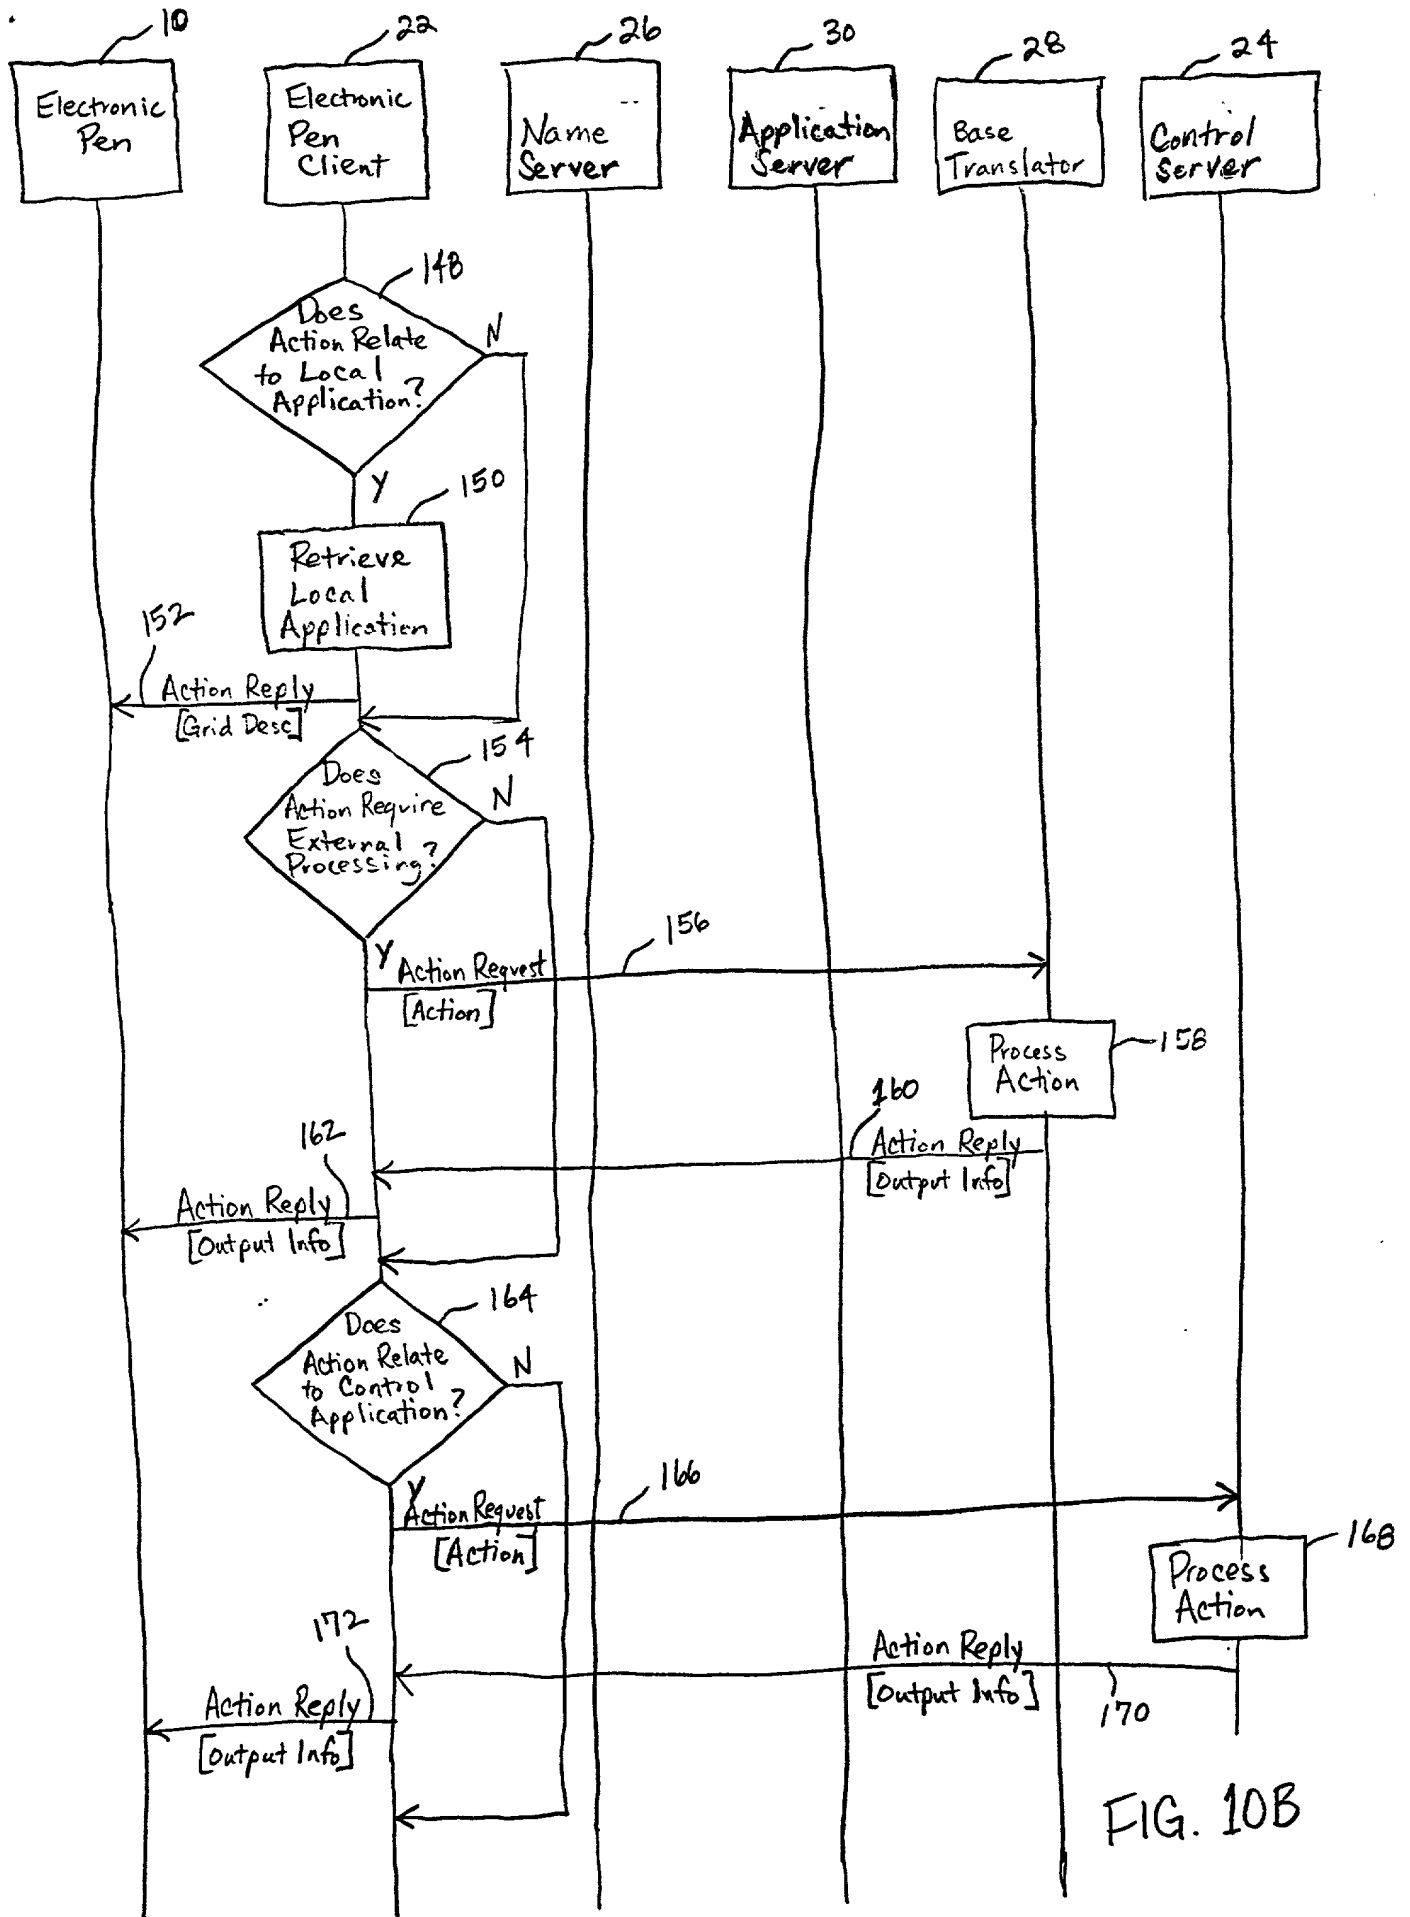 10
22
26
30
28
24
Electronic
Pen
Electronic
Pen
Client
Name
Server
Application
Server
Base
Translator
Control
Server
148
Does
Action Relate
to Local
Application?
N
Y
150
Retrieve
Local
Application
152
Action Reply
[Grid Desc]
154
Does
Action Require
External
Processing?
N
Y
156
Action Request
[Action]
Process
Action
158
160
Action Reply
[Output Info]
162
Action Reply
[Output Info]
164
Does
Action Relate
to Control
Application?
N
Y
166
Action Request
[Action]
168
Process
Action
Action Reply
[Output Info]
170
172
Action Reply
[Output Info]
FIG. 10B